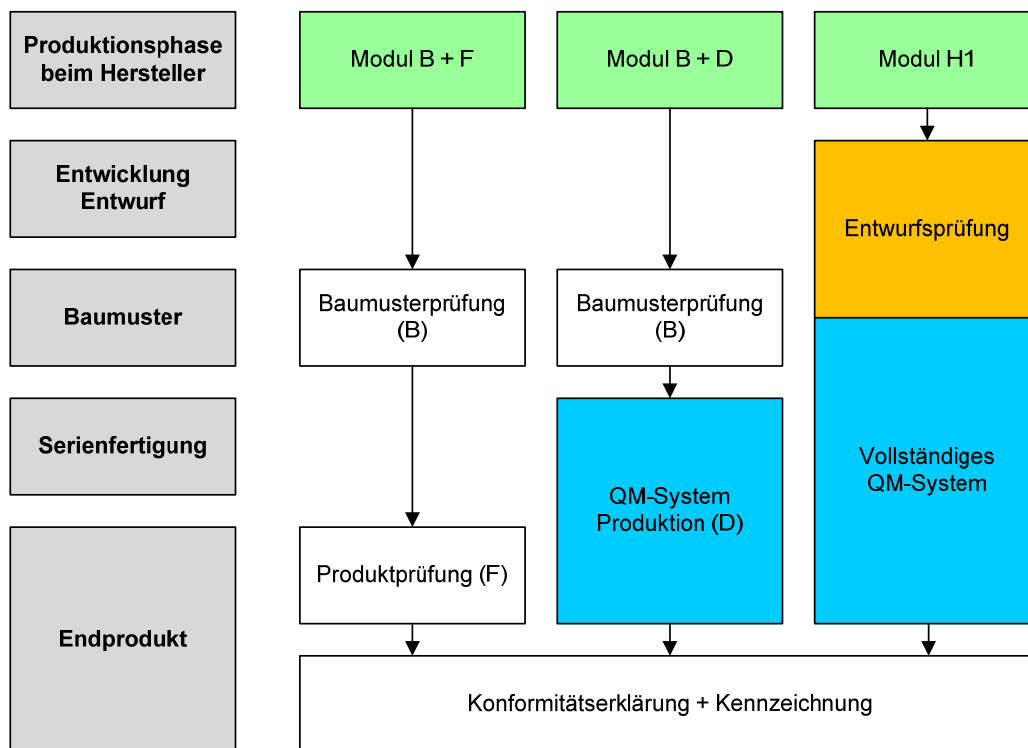 Produktionsphase
beim Hersteller
Modul B + F
Modul B + D
Modul H1
Entwicklung
Entwurf
Entwurfsprüfung
Baumuster
Baumusterprüfung
(B)
Baumusterprüfung
(B)
Serienfertigung
Vollständiges
QM-System
QM-System
Produktion (D)
Endprodukt
Produktprüfung (F)
Konformitätserklärung + Kennzeichnung